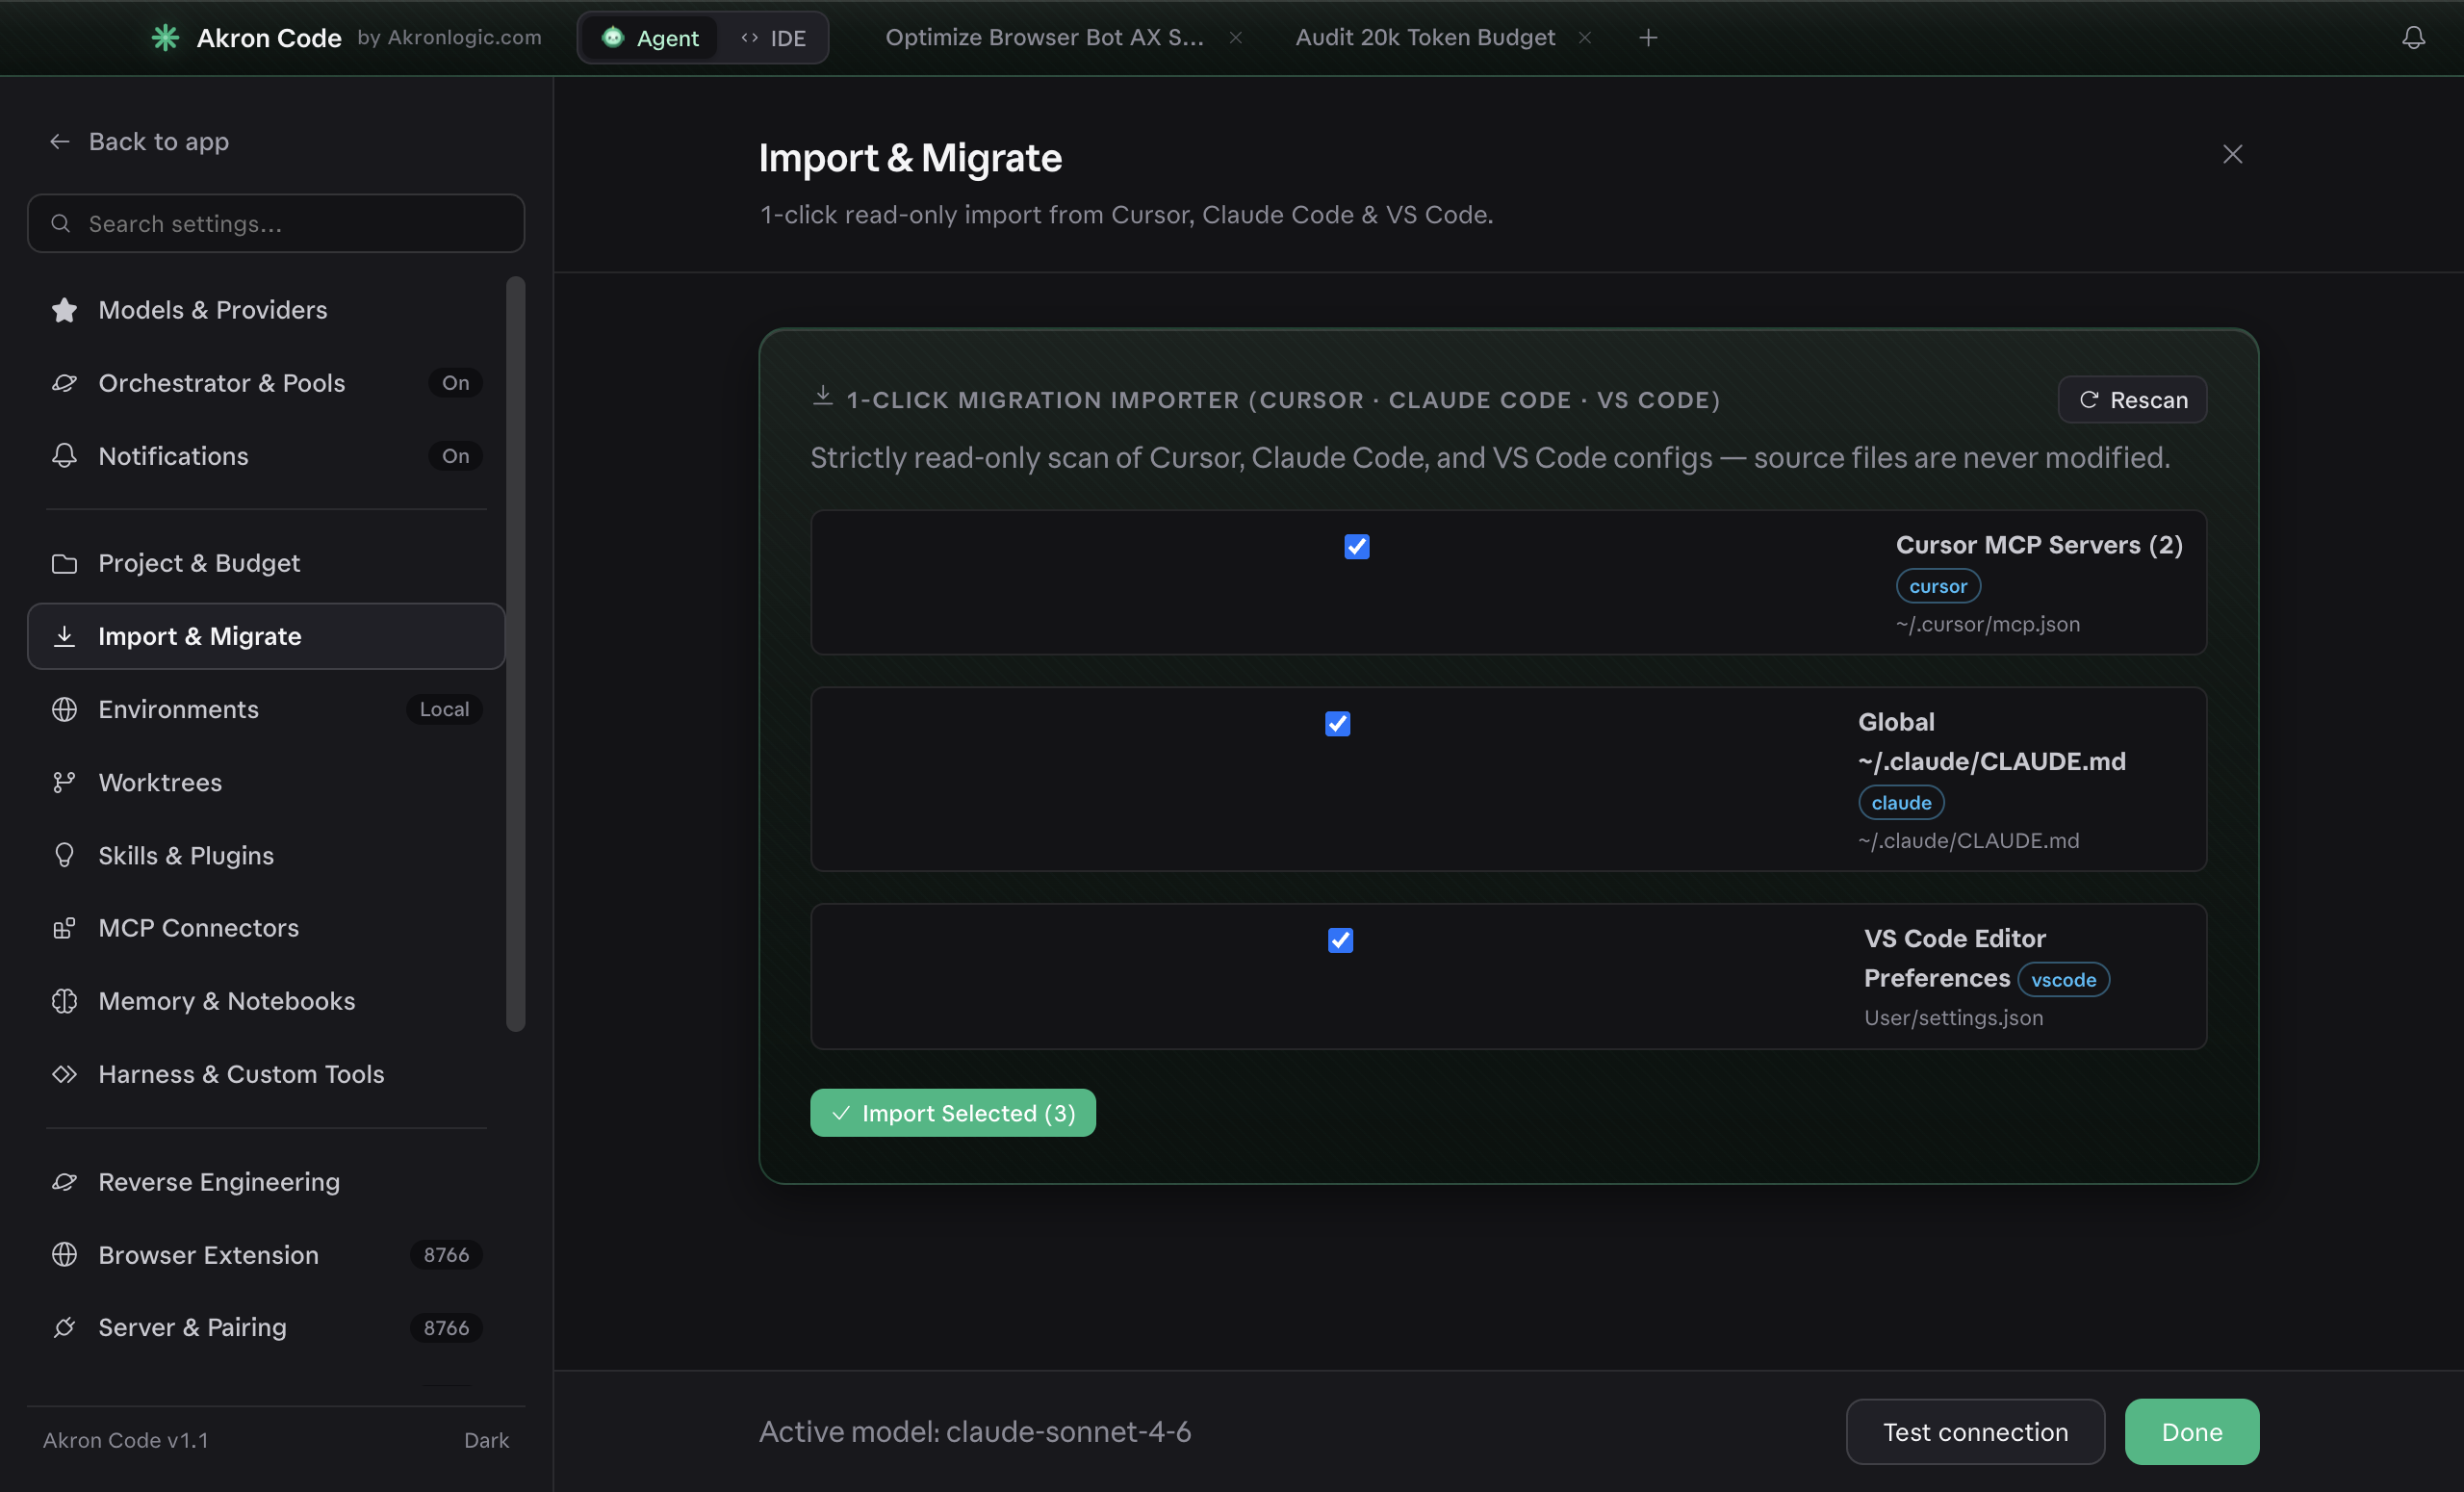 Akron Code by Akronlogic.com
Agent
IDE
Optimize Browser Bot AX S...
Audit 20k Token Budget
Back to app
Search settings...
Models & Providers
Orchestrator & Pools On
Notifications On
Project & Budget
Import & Migrate
Environments Local
Worktrees
Skills & Plugins
MCP Connectors
Memory & Notebooks
Harness & Custom Tools
Reverse Engineering
Browser Extension 8766
Server & Pairing 8766
Akron Code v1.1 Dark
Import & Migrate
1-click read-only import from Cursor, Claude Code & VS Code.
1-CLICK MIGRATION IMPORTER (CURSOR · CLAUDE CODE · VS CODE)
Rescan
Strictly read-only scan of Cursor, Claude Code, and VS Code configs — source files are never modified.
Cursor MCP Servers (2)
cursor
~/.cursor/mcp.json
Global
~/.claude/CLAUDE.md
claude
~/.claude/CLAUDE.md
VS Code Editor
Preferences vscode
User/settings.json
Import Selected (3)
Active model: claude-sonnet-4-6
Test connection
Done